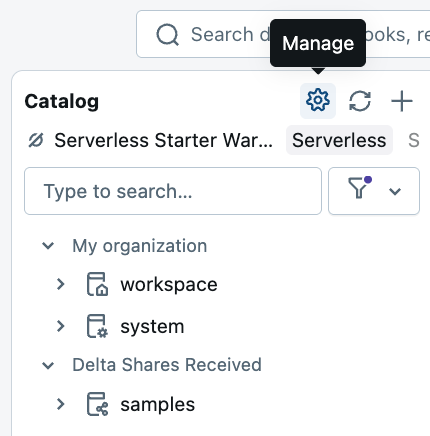 Search d
ooks, re
Manage
Catalog
Serverless Starter War... Serverless S
Type to search...
My organization
workspace
system
Delta Shares Received
samples